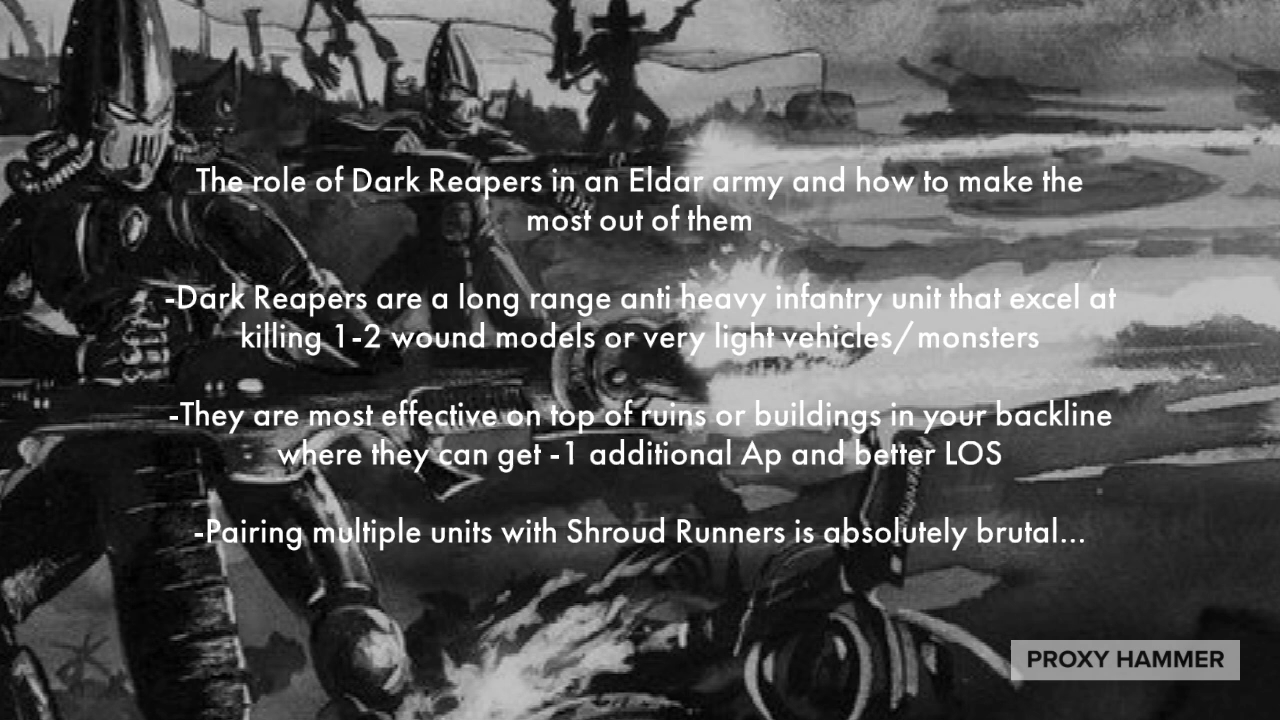 The role of Dark Reapers in an Eldar army and how to make the
most out of them
-Dark Reapers are a long range anti heavy infantry unit that excel at
killing 1-2 wound models or very light vehicles/monsters
-They are most effective on top of ruins or buildings in your backline
where they can get -1 additional Ap and better LOS
-Pairing multiple units with Shroud Runners is absolutely brutal...
PROXY HAMMER